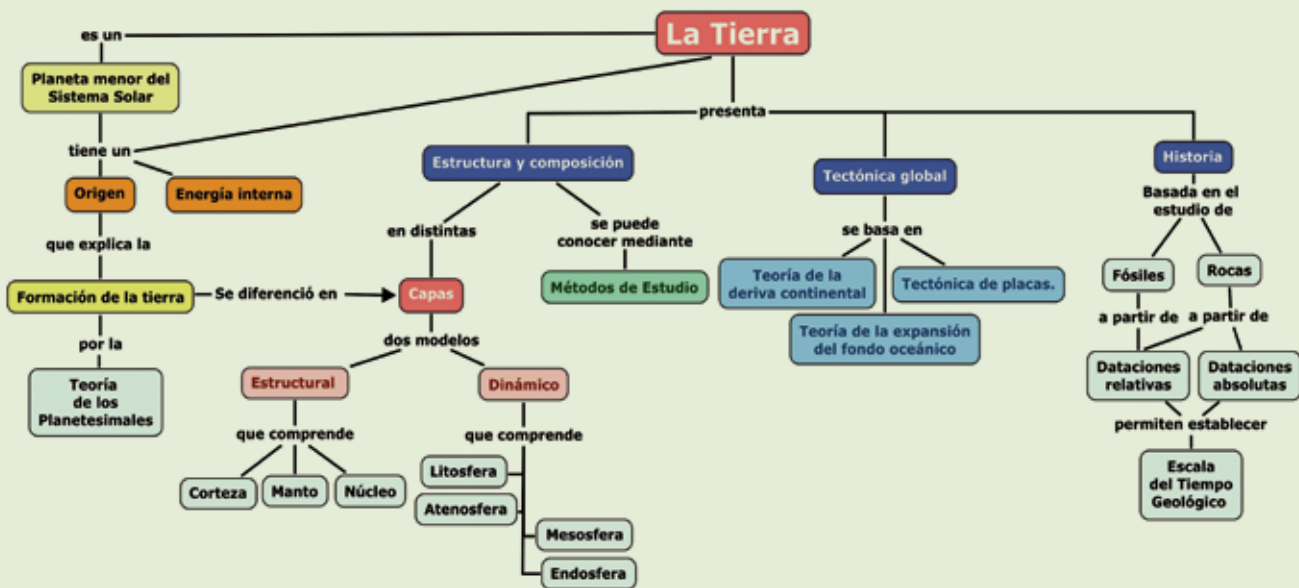 La Tierra
es un
Planeta menor del
Sistema Solar
tiene un
Origen
Energía interna
que explica la
Formación de la tierra
Se diferenció en
por la
Teoría
de los
Planetesimales
presenta
Estructura y composición
en distintas
Capas
se puede
conocer mediante
Métodos de Estudio
dos modelos
Estructural
que comprende
Corteza
Manto
Núcleo
Dinámico
que comprende
Litosfera
Atenosfera
Mesosfera
Endosfera
Tectónica global
se basa en
Teoría de la
deriva continental
Tectónica de placas.
Teoría de la expansión
del fondo oceánico
Historia
Basada en el
estudio de
Fósiles
Rocas
a partir de
a partir de
Dataciones
relativas
Dataciones
absolutas
permiten establecer
Escala
del Tiempo
Geológico